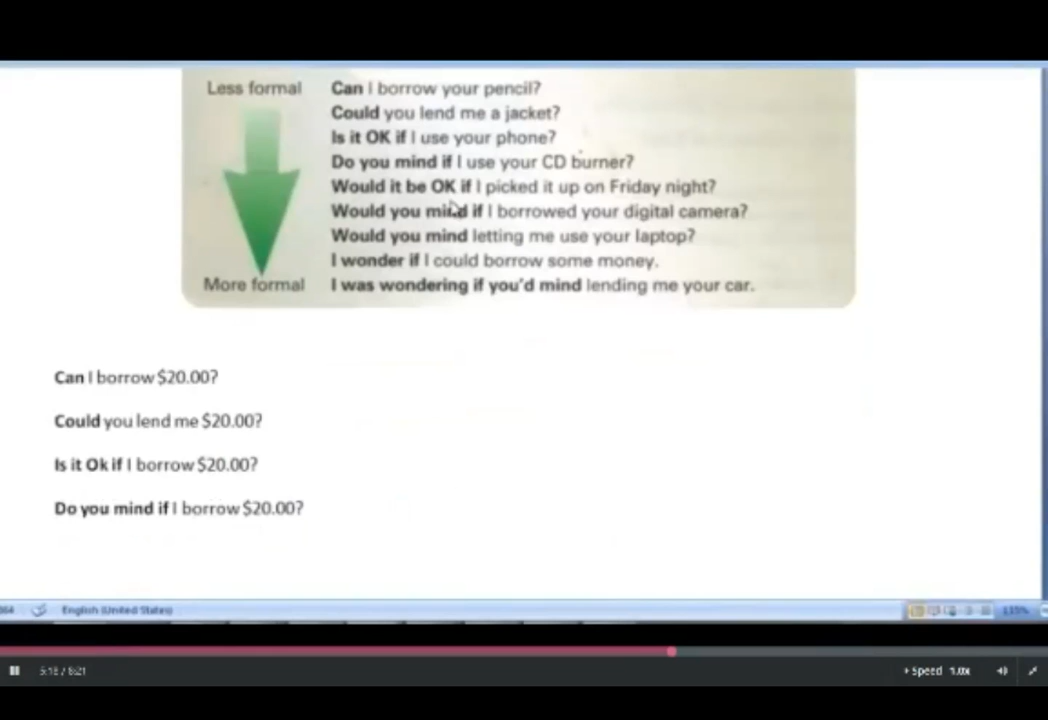 Less formal
Can I borrow your pencil?
Could you lend me a jacket?
Is it OK if I use your phone?
Do you mind if I use your CD burner?
Would it be OK if I picked it up on Friday night?
Would you mind if I borrowed your digital camera?
Would you mind letting me use your laptop?
I wonder if I could borrow some money.
More formal
I was wondering if you'd mind lending me your car.
Can I borrow $20.00?
Could you lend me $20.00?
Is it Ok if I borrow $20.00?
Do you mind if I borrow $20.00?
English (United States)
5:18 / 8:21
Speed 1.0x